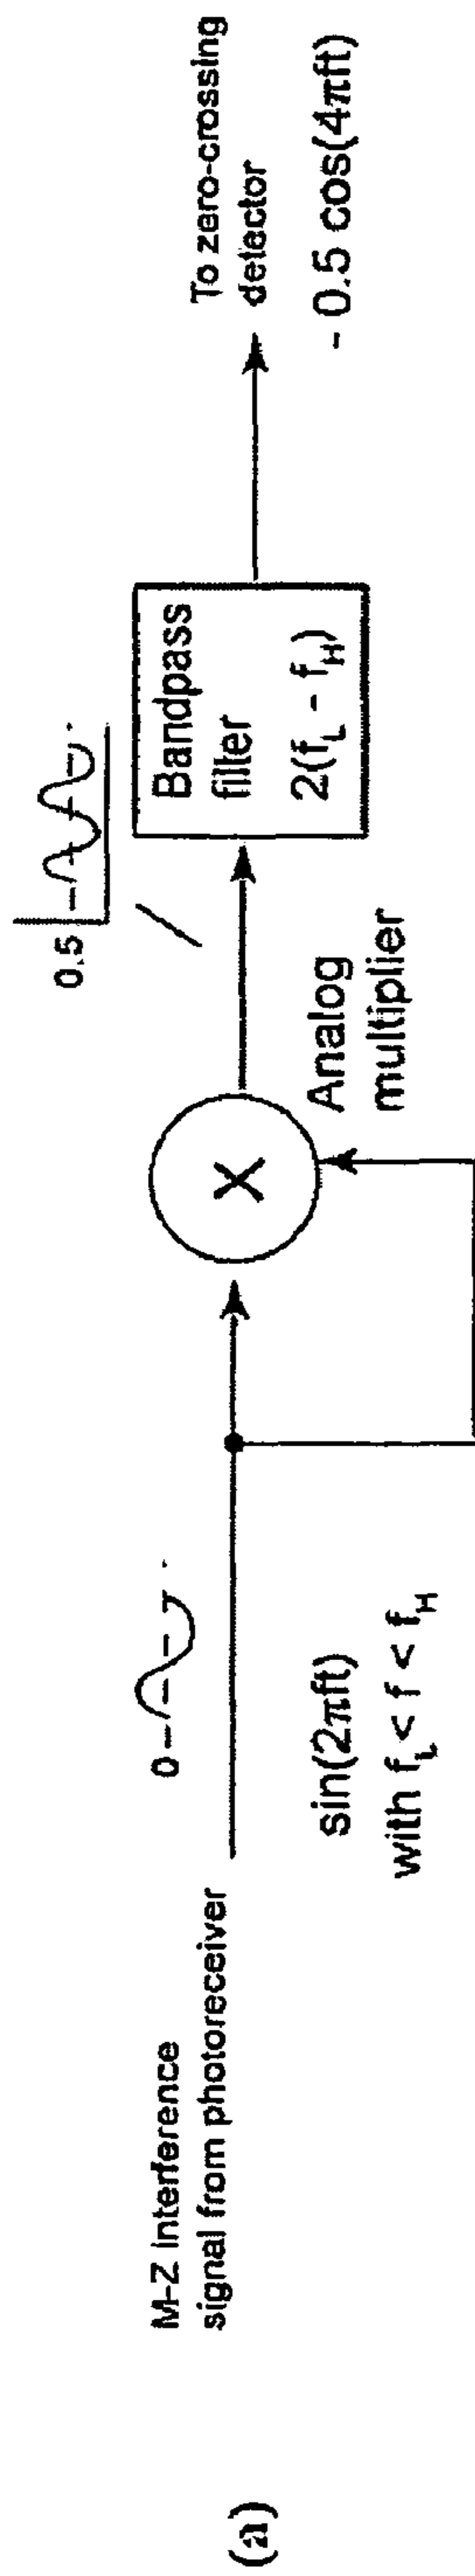 (a)
M-Z interference
signal from photoreceiver
0
sin(2πft)
with f_L < f < f_H
X
Analog
multiplier
0.5
Bandpass
filler
2(f_L - f_H)
To zero-crossing
detector
- 0.5 cos(4πft)